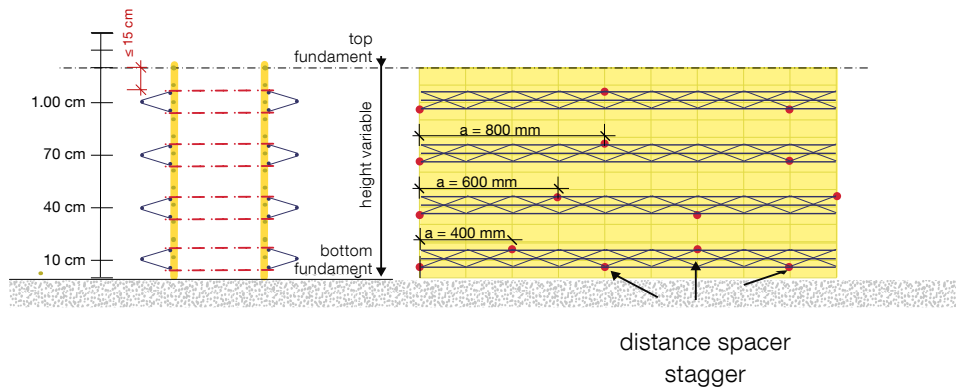 ≤ 15 cm
1.00 cm
70 cm
40 cm
10 cm
top
fundament
height variable
bottom
fundament
a = 800 mm
a = 600 mm
a = 400 mm
distance spacer
stagger